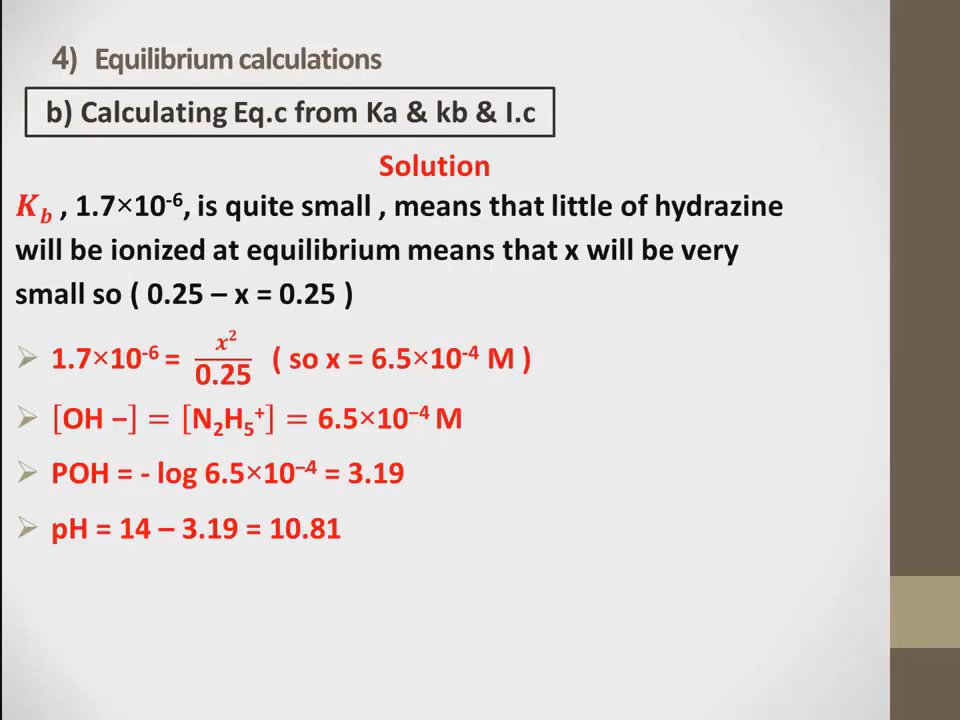 4) Equilibrium calculations
b) Calculating Eq.c from Ka & kb & I.c
Solution
K_b , 1.7×10⁻⁶, is quite small , means that little of hydrazine
will be ionized at equilibrium means that x will be very
small so ( 0.25 – x = 0.25 )
➢ 1.7×10⁻⁶ = x²/0.25 ( so x = 6.5×10⁻⁴ M )
➢ [OH −] = [N₂H₅⁺] = 6.5×10⁻⁴ M
➢ POH = - log 6.5×10⁻⁴ = 3.19
➢ pH = 14 – 3.19 = 10.81